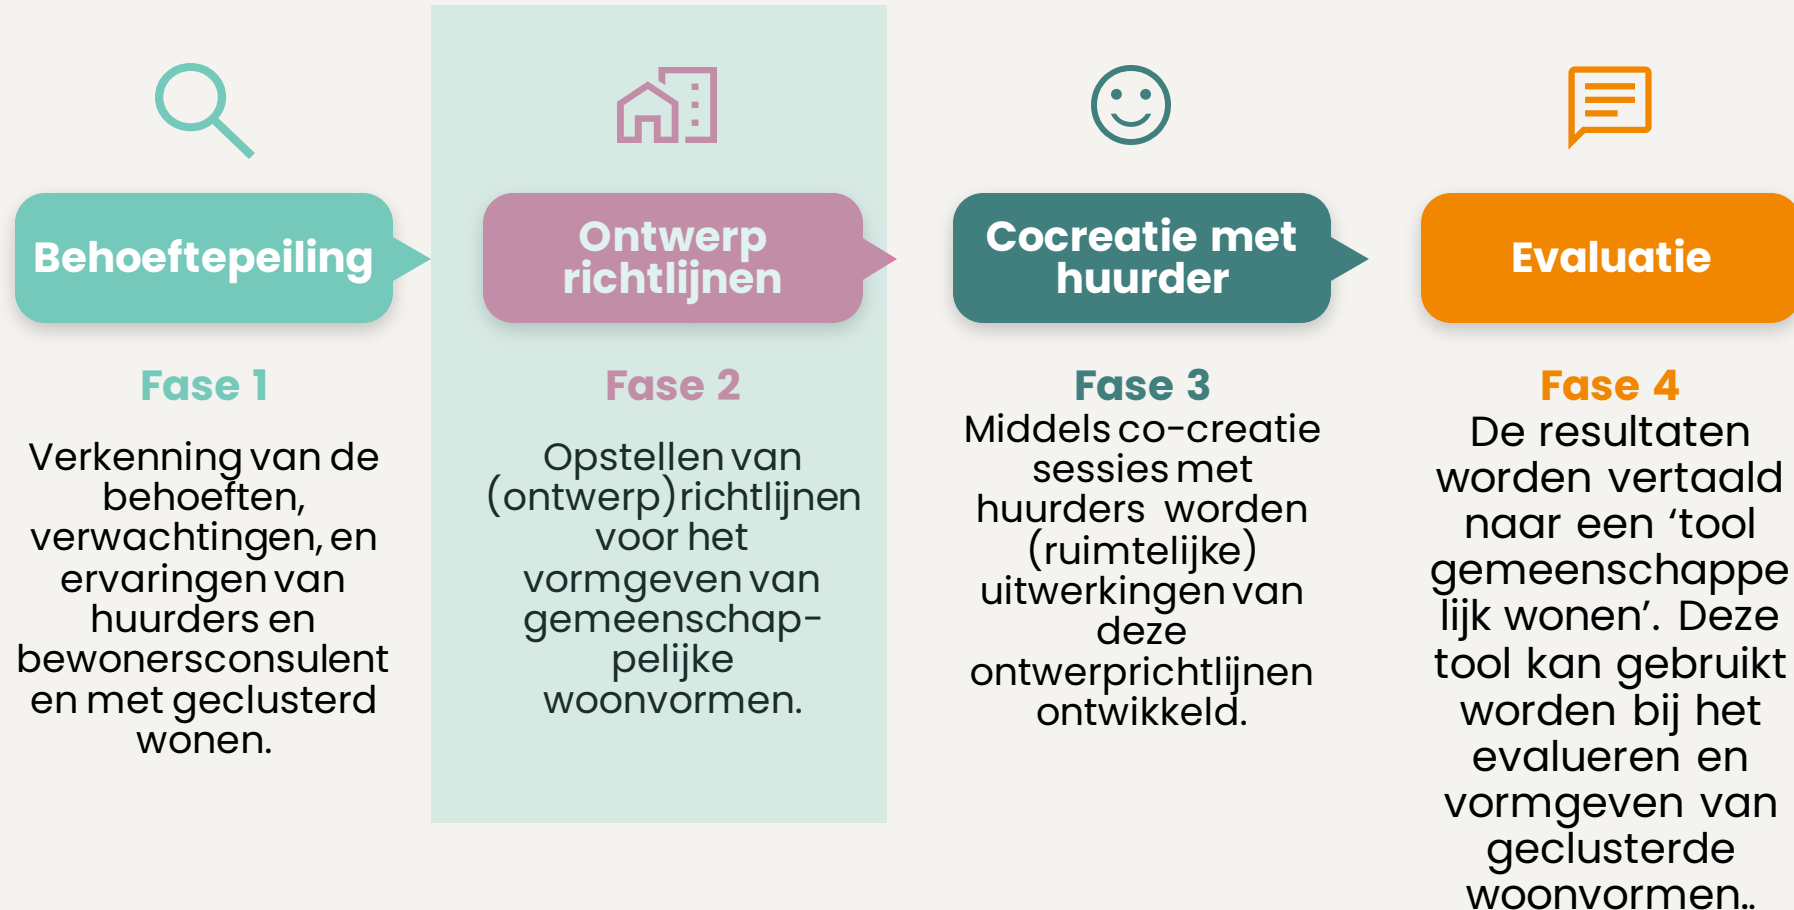 Behoeftepeiling
Fase 1
Verkenning van de
behoeften,
verwachtingen, en
ervaringen van
huurders en
bewonersconsulent
en met geclusterd
wonen.
Ontwerp
richtlijnen
Fase 2
Opstellen van
(ontwerp)richtlijnen
voor het
vormgeven van
gemeenschap-
pelijke
woonvormen.
Cocreatie met
huurder
Fase 3
Middels co-creatie
sessies met
huurders worden
(ruimtelijke)
uitwerkingen van
deze
ontwerprichtlijnen
ontwikkeld.
Evaluatie
Fase 4
De resultaten
worden vertaald
naar een ‘tool
gemeenschappe
lijk wonen’. Deze
tool kan gebruikt
worden bij het
evalueren en
vormgeven van
geclusterde
woonvormen..